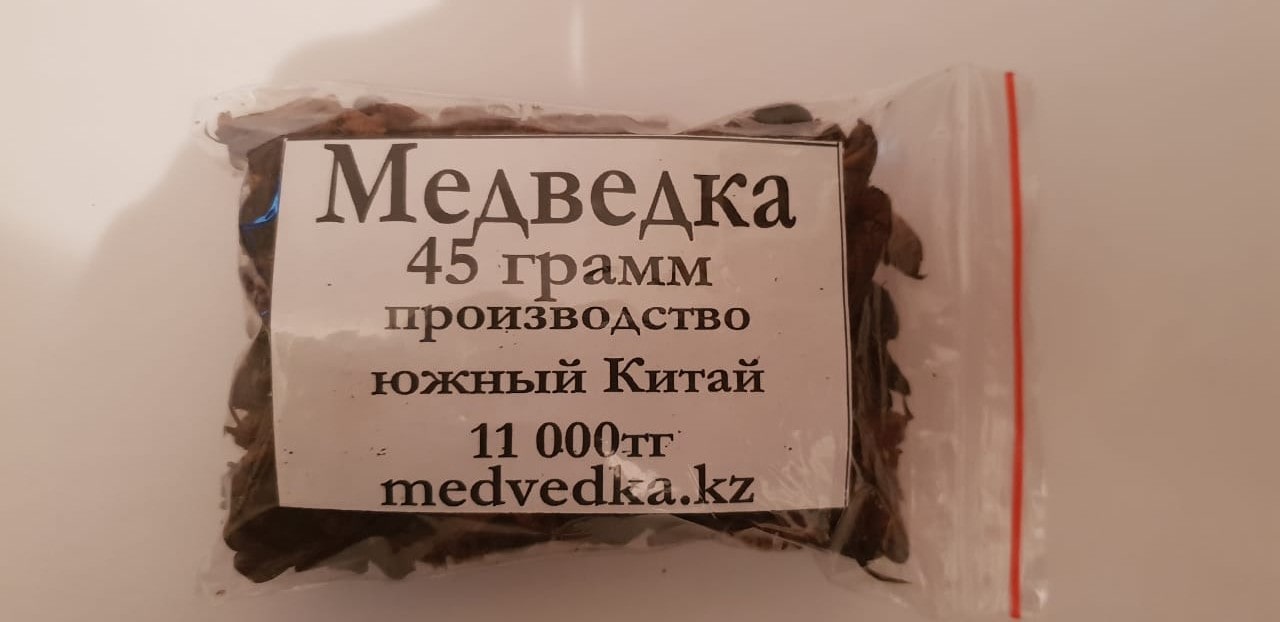 Медведка
45 грамм
производство
южный Китай
11 000тг
medvedka.kz